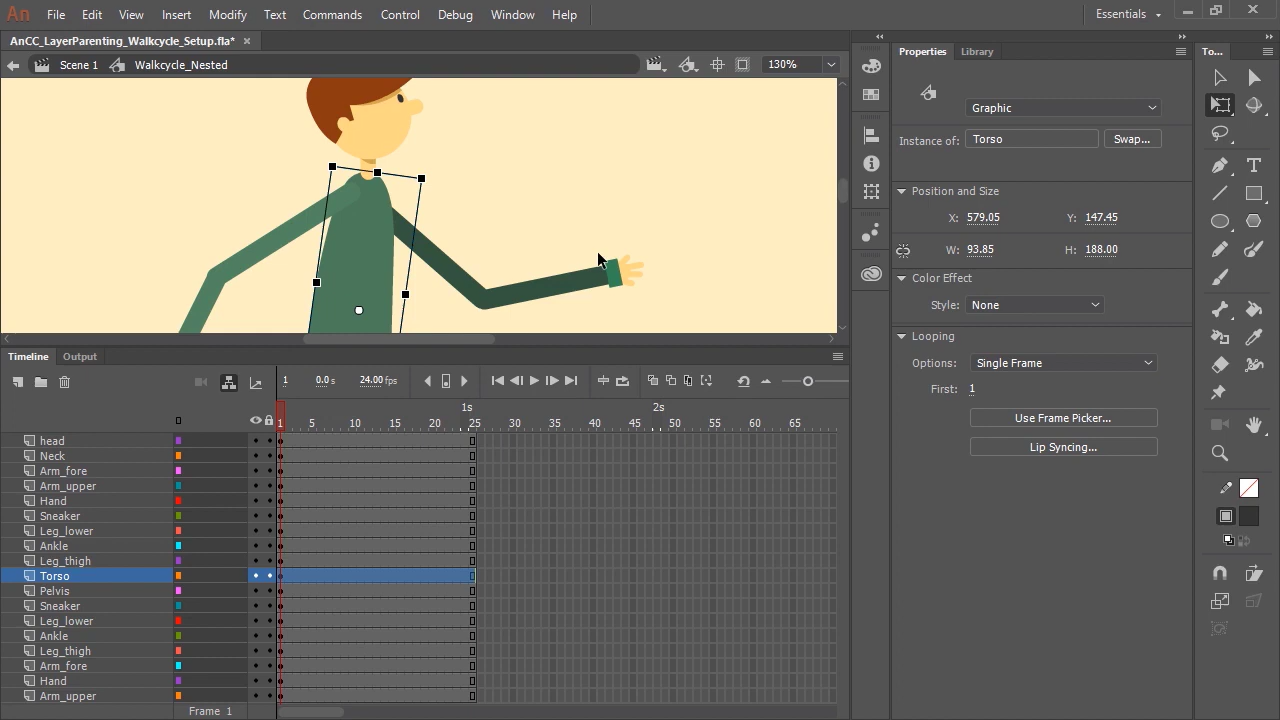 An File Edit View Insert Modify Text Commands Control Debug Window Help Essentials
AnCC_LayerParenting_Walkcycle_Setup.fla* ×
Scene 1 Walkcycle_Nested 130%
Properties Library To...
Graphic
Instance of: Torso Swap...
Position and Size
X: 579.05 Y: 147.45
W: 93.85 H: 188.00
Color Effect
Style: None
Looping
Options: Single Frame
First: 1
Use Frame Picker...
Lip Syncing...
Timeline Output
1 0.0 s 24.00 fps
1s 2s
1 5 10 15 20 25 30 35 40 45 50 55 60 65
head
Neck
Arm_fore
Arm_upper
Hand
Sneaker
Leg_lower
Ankle
Leg_thigh
Torso
Pelvis
Sneaker
Leg_lower
Ankle
Leg_thigh
Arm_fore
Hand
Arm_upper
Frame 1